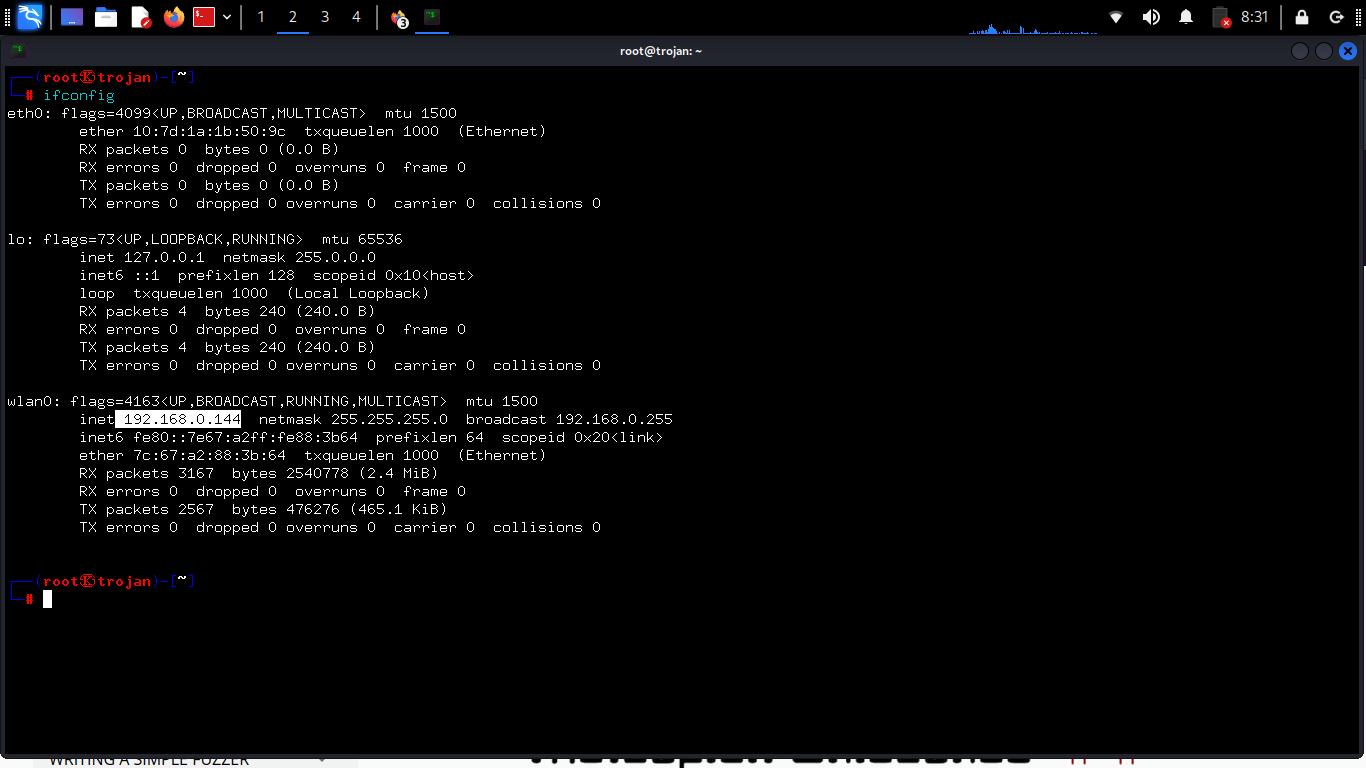 1 2 3 4 3 8:31
root@trojan: ~
(root㉿trojan)-[~]
# ifconfig
eth0: flags=4099<UP,BROADCAST,MULTICAST>  mtu 1500
ether 10:7d:1a:1b:50:9c  txqueuelen 1000  (Ethernet)
RX packets 0  bytes 0 (0.0 B)
RX errors 0  dropped 0  overruns 0  frame 0
TX packets 0  bytes 0 (0.0 B)
TX errors 0  dropped 0 overruns 0  carrier 0  collisions 0
lo: flags=73<UP,LOOPBACK,RUNNING>  mtu 65536
inet 127.0.0.1  netmask 255.0.0.0
inet6 ::1  prefixlen 128  scopeid 0x10<host>
loop  txqueuelen 1000  (Local Loopback)
RX packets 4  bytes 240 (240.0 B)
RX errors 0  dropped 0  overruns 0  frame 0
TX packets 4  bytes 240 (240.0 B)
TX errors 0  dropped 0 overruns 0  carrier 0  collisions 0
wlan0: flags=4163<UP,BROADCAST,RUNNING,MULTICAST>  mtu 1500
inet 192.168.0.144  netmask 255.255.255.0  broadcast 192.168.0.255
inet6 fe80::7e67:a2ff:fe88:3b64  prefixlen 64  scopeid 0x20<link>
ether 7c:67:a2:88:3b:64  txqueuelen 1000  (Ethernet)
RX packets 3167  bytes 2540778 (2.4 MiB)
RX errors 0  dropped 0  overruns 0  frame 0
TX packets 2567  bytes 476276 (465.1 KiB)
TX errors 0  dropped 0 overruns 0  carrier 0  collisions 0
(root㉿trojan)-[~]
#
WRITING A SIMPLE FUZZER